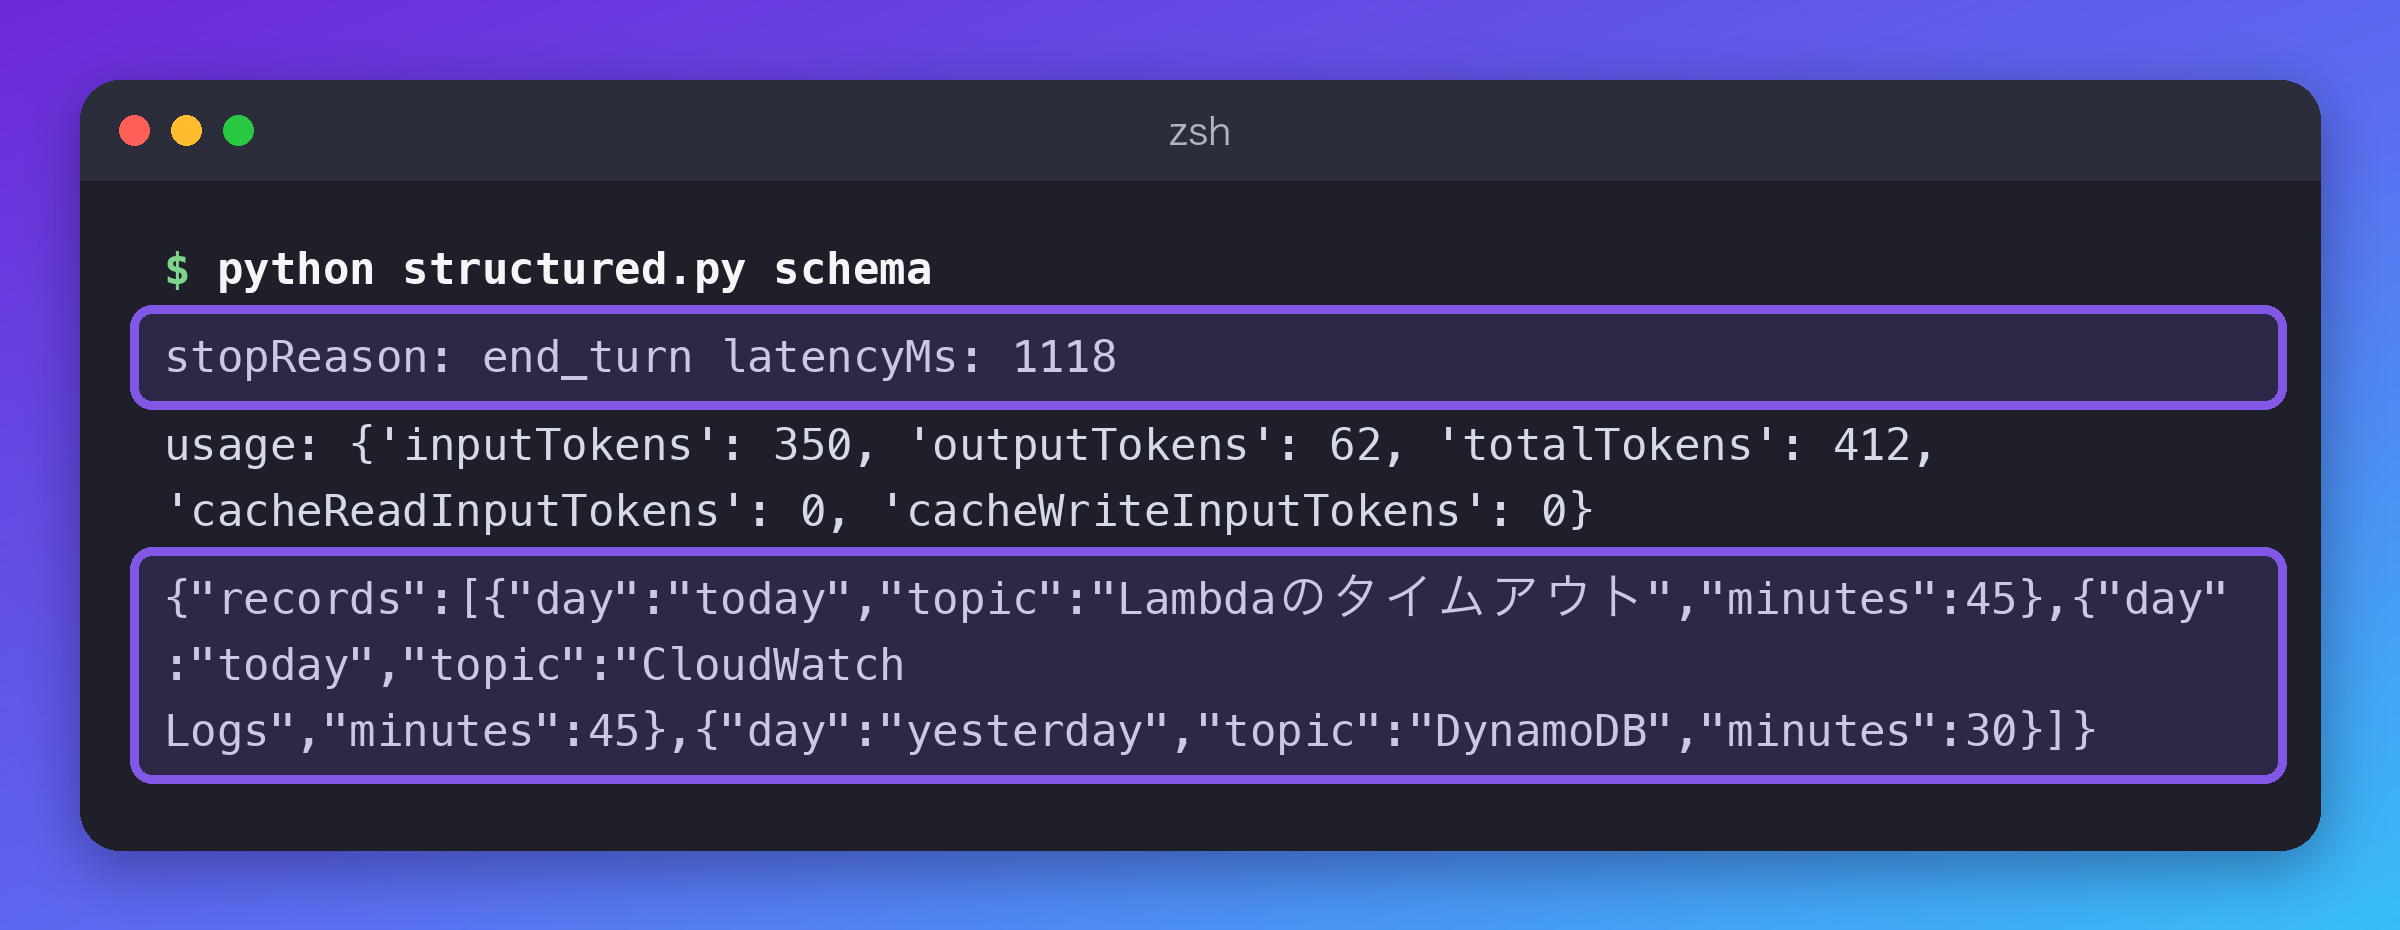 zsh
$ python structured.py schema
stopReason: end_turn latencyMs: 1118
usage: {'inputTokens': 350, 'outputTokens': 62, 'totalTokens': 412,
'cacheReadInputTokens': 0, 'cacheWriteInputTokens': 0}
{"records":[{"day":"today","topic":"Lambdaのタイムアウト","minutes":45},{"day"
:"today","topic":"CloudWatch
Logs","minutes":45},{"day":"yesterday","topic":"DynamoDB","minutes":30}]}